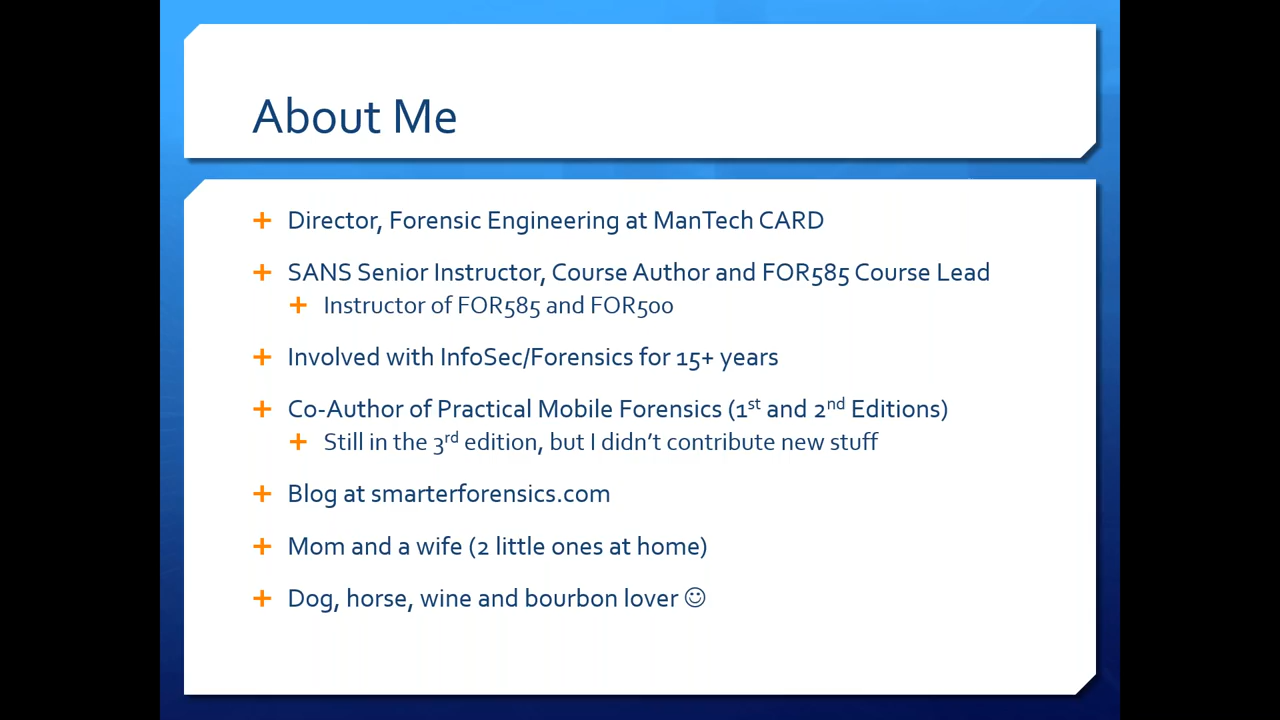 About Me
Director, Forensic Engineering at ManTech CARD
SANS Senior Instructor, Course Author and FOR585 Course Lead
Instructor of FOR585 and FOR500
Involved with InfoSec/Forensics for 15+ years
Co-Author of Practical Mobile Forensics (1st and 2nd Editions)
Still in the 3rd edition, but I didn’t contribute new stuff
Blog at smarterforensics.com
Mom and a wife (2 little ones at home)
Dog, horse, wine and bourbon lover ☺